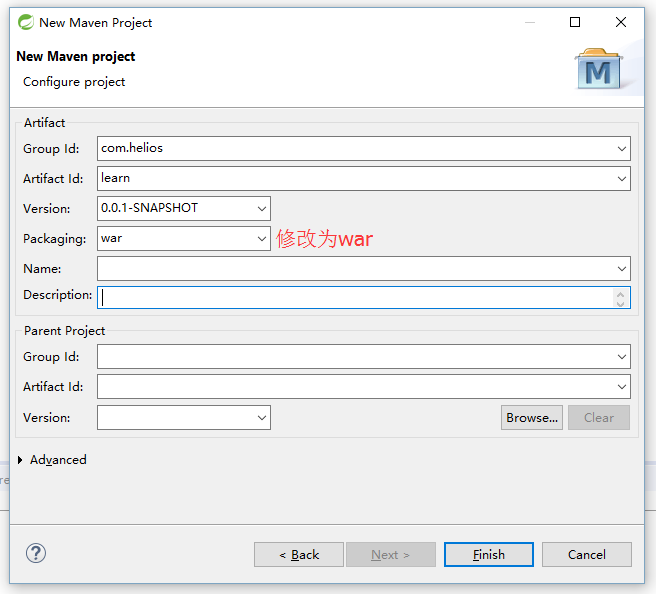 New Maven Project
New Maven project
Configure project
M
Artifact
Group Id: com.helios
Artifact Id: learn
Version: 0.0.1-SNAPSHOT
Packaging: war 修改为war
Name:
Description:
Parent Project
Group Id:
Artifact Id:
Version: Browse... Clear
Advanced
re
? < Back Next > Finish Cancel